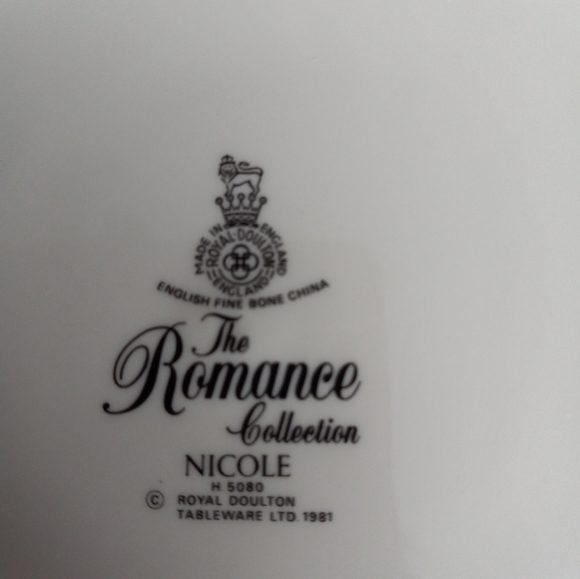 MADE IN ENGLAND
ROYAL·DOULTON
ENGLAND
ENGLISH FINE BONE CHINA
The
Romance
Collection
NICOLE
H 5080
© ROYAL DOULTON
TABLEWARE LTD. 1981